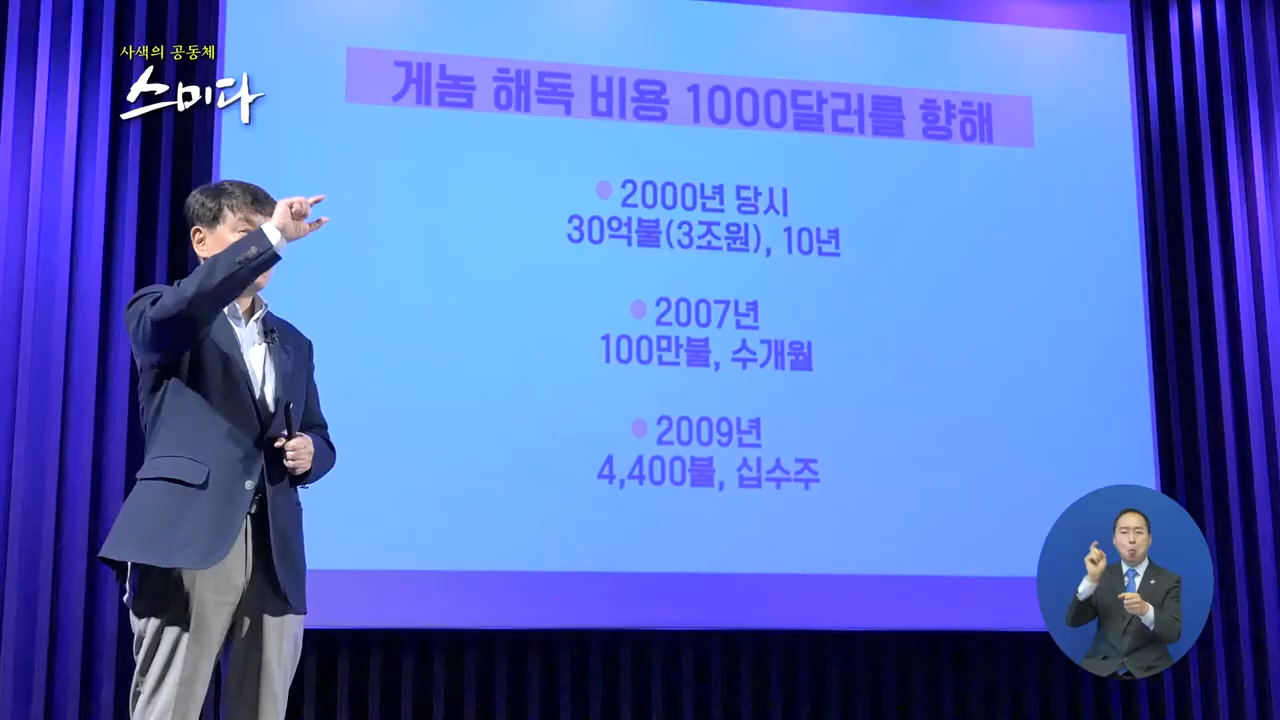 사색의 공동체
스미다
게놈 해독 비용 1000달러를 향해
2000년 당시
30억불(3조원), 10년
2007년
100만불, 수개월
2009년
4,400불, 십수주